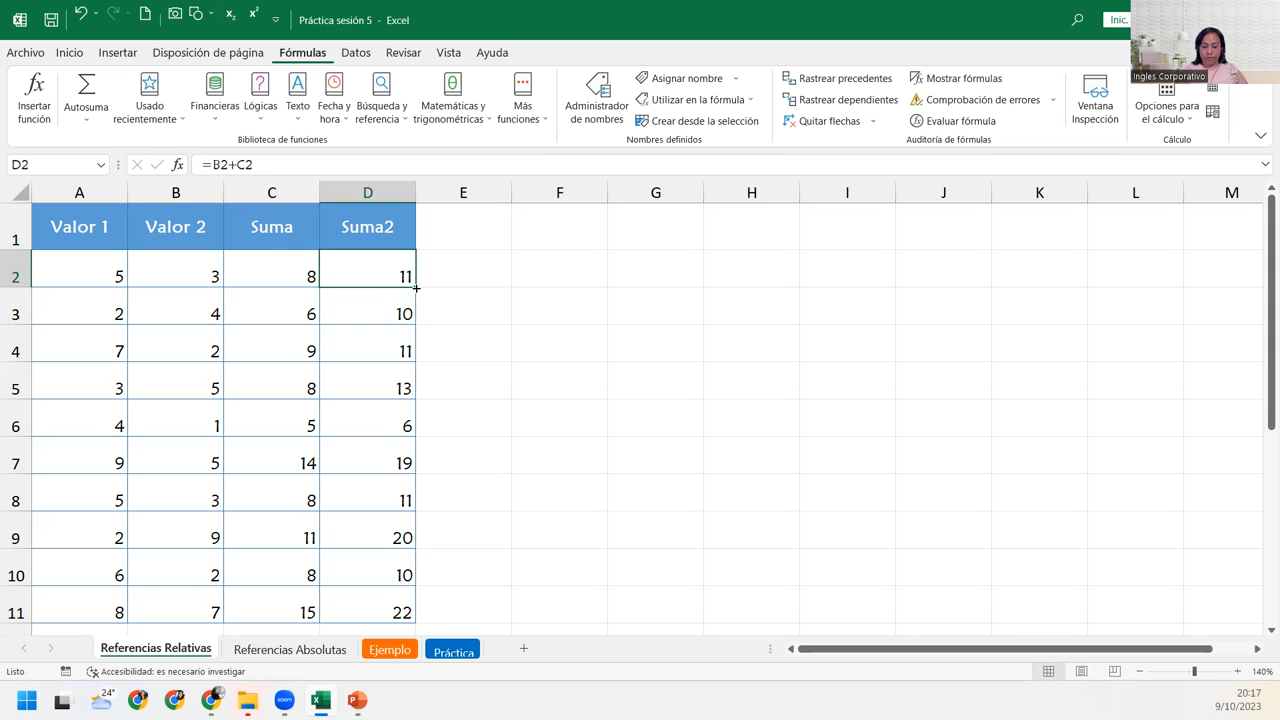 Práctica sesión 5 - Excel
Inic.
Archivo Inicio Insertar Disposición de página Fórmulas Datos Revisar Vista Ayuda
Ingles Corporativo
Insertar función
Autosuma
Usado recientemente
Financieras
Lógicas
Texto
Fecha y hora
Búsqueda y referencia
Matemáticas y trigonométricas
Más funciones
Biblioteca de funciones
Administrador de nombres
Asignar nombre
Utilizar en la fórmula
Crear desde la selección
Nombres definidos
Rastrear precedentes
Rastrear dependientes
Quitar flechas
Mostrar fórmulas
Comprobación de errores
Evaluar fórmula
Auditoría de fórmulas
Ventana Inspección
Opciones para el cálculo
Cálculo
D2 fx =B2+C2
A B C D E F G H I J K L M
1 Valor 1 Valor 2 Suma Suma2
2 5 3 8 11
3 2 4 6 10
4 7 2 9 11
5 3 5 8 13
6 4 1 5 6
7 9 5 14 19
8 5 3 8 11
9 2 9 11 20
10 6 2 8 10
11 8 7 15 22
Referencias Relativas Referencias Absolutas Ejemplo Práctica
Listo Accesibilidad: es necesario investigar 140%
24°
zoom
20:17
9/10/2023